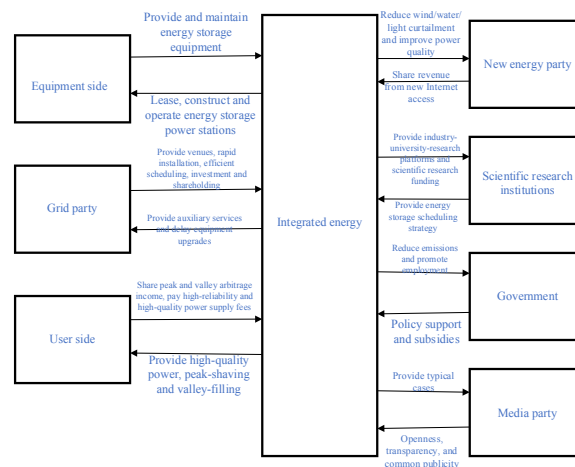 Provide and maintain
energy storage
equipment
Equipment side
Lease, construct and
operate energy storage
power stations
Provide venues, rapid
installation, efficient
scheduling, investment and
shareholding
Grid party
Provide auxiliary services
and delay equipment
upgrades
Share peak and valley arbitrage
income, pay high-reliability and
high-quality power supply fees
User side
Provide high-quality
power, peak-shaving
and valley-filling
Integrated energy
Reduce wind/water/
light curtailment
and improve power
quality
New energy party
Share revenue
from new Internet
access
Provide industry-
university-research
platforms and
scientific research
funding
Scientific research
institutions
Provide energy
storage scheduling
strategy
Reduce emissions
and promote
employment
Government
Policy support
and subsidies
Provide typical
cases
Media party
Openness,
transparency, and
common publicity